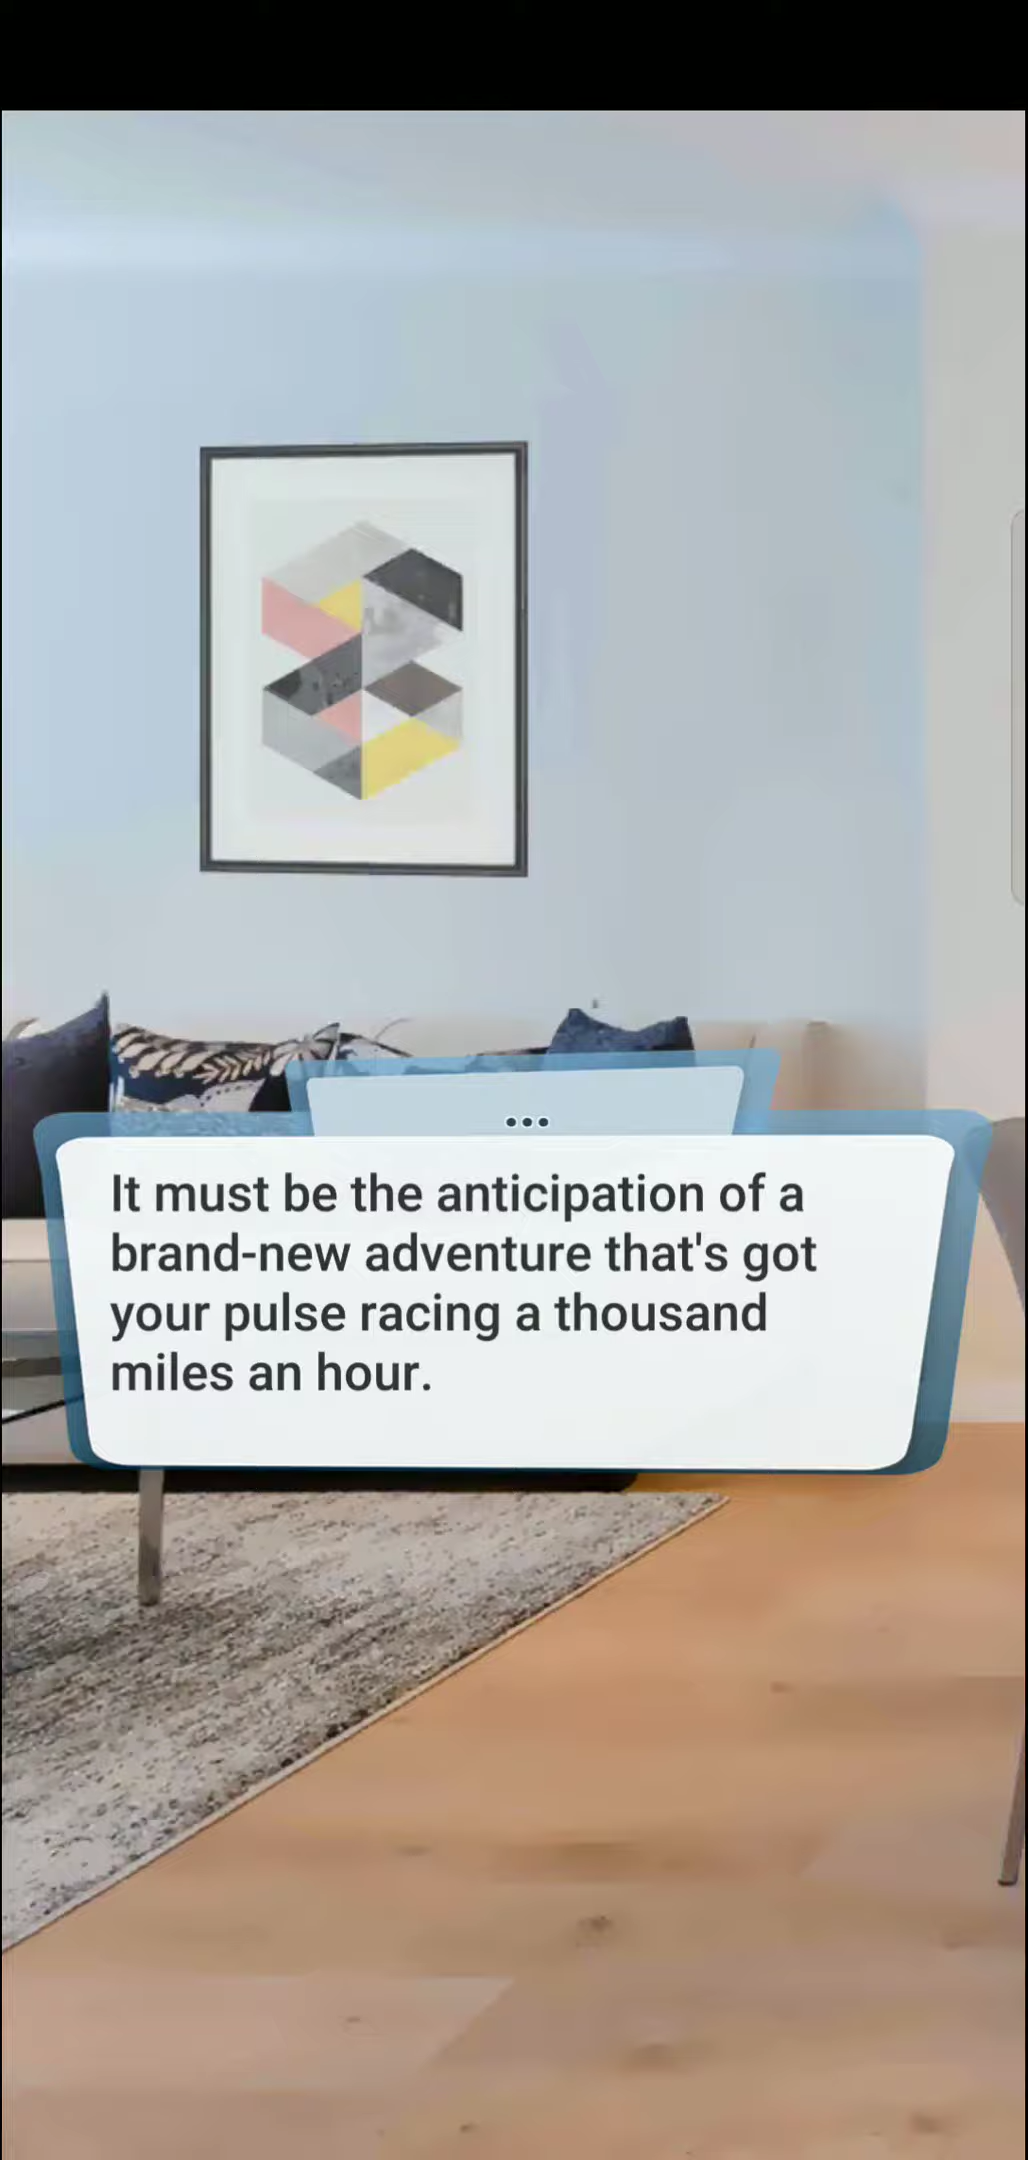 ...
It must be the anticipation of a
brand-new adventure that's got
your pulse racing a thousand
miles an hour.